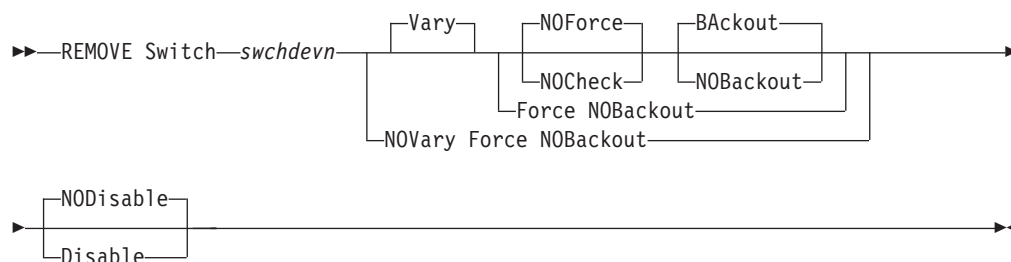 Vary NOForce BAckout
REMOVE Switch swchdevn
NOCheck NOBackout
Force NOBackout
NOVary Force NOBackout
NODisable
Disable